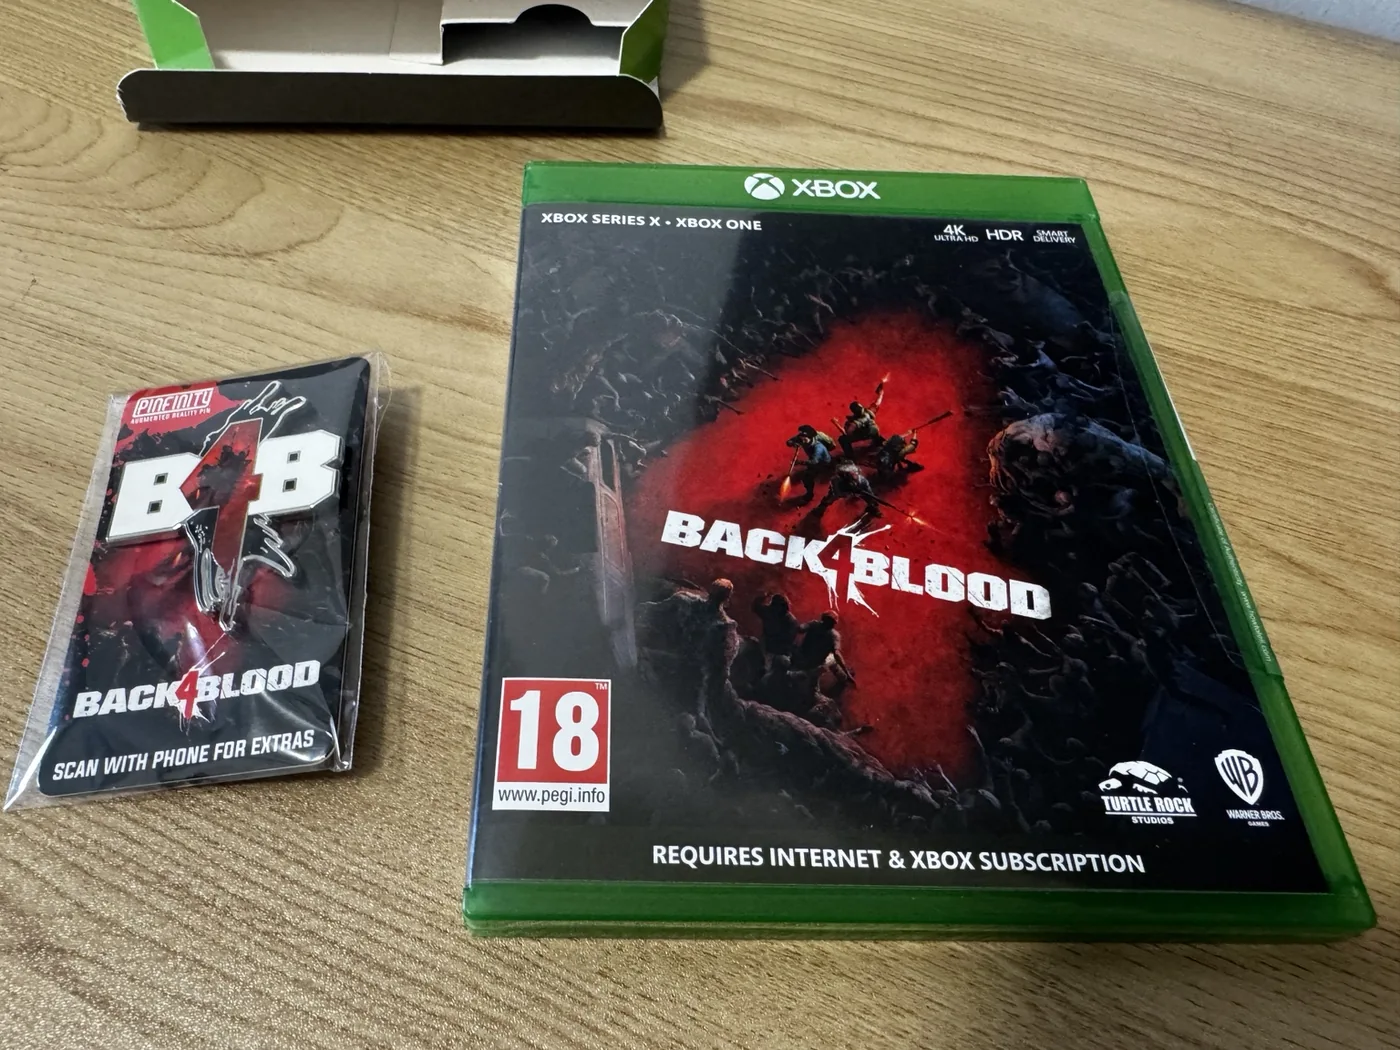 XBOX
XBOX SERIES X • XBOX ONE
4K
ULTRA HD
HDR
SMART
DELIVERY
BACK4BLOOD
18
TM
www.pegi.info
TURTLE ROCK
STUDIOS
WB
WARNER BROS.
GAMES
REQUIRES INTERNET & XBOX SUBSCRIPTION
PINFINITY
AUGMENTED REALITY PIN
B4B
BACK4BLOOD
SCAN WITH PHONE FOR EXTRAS